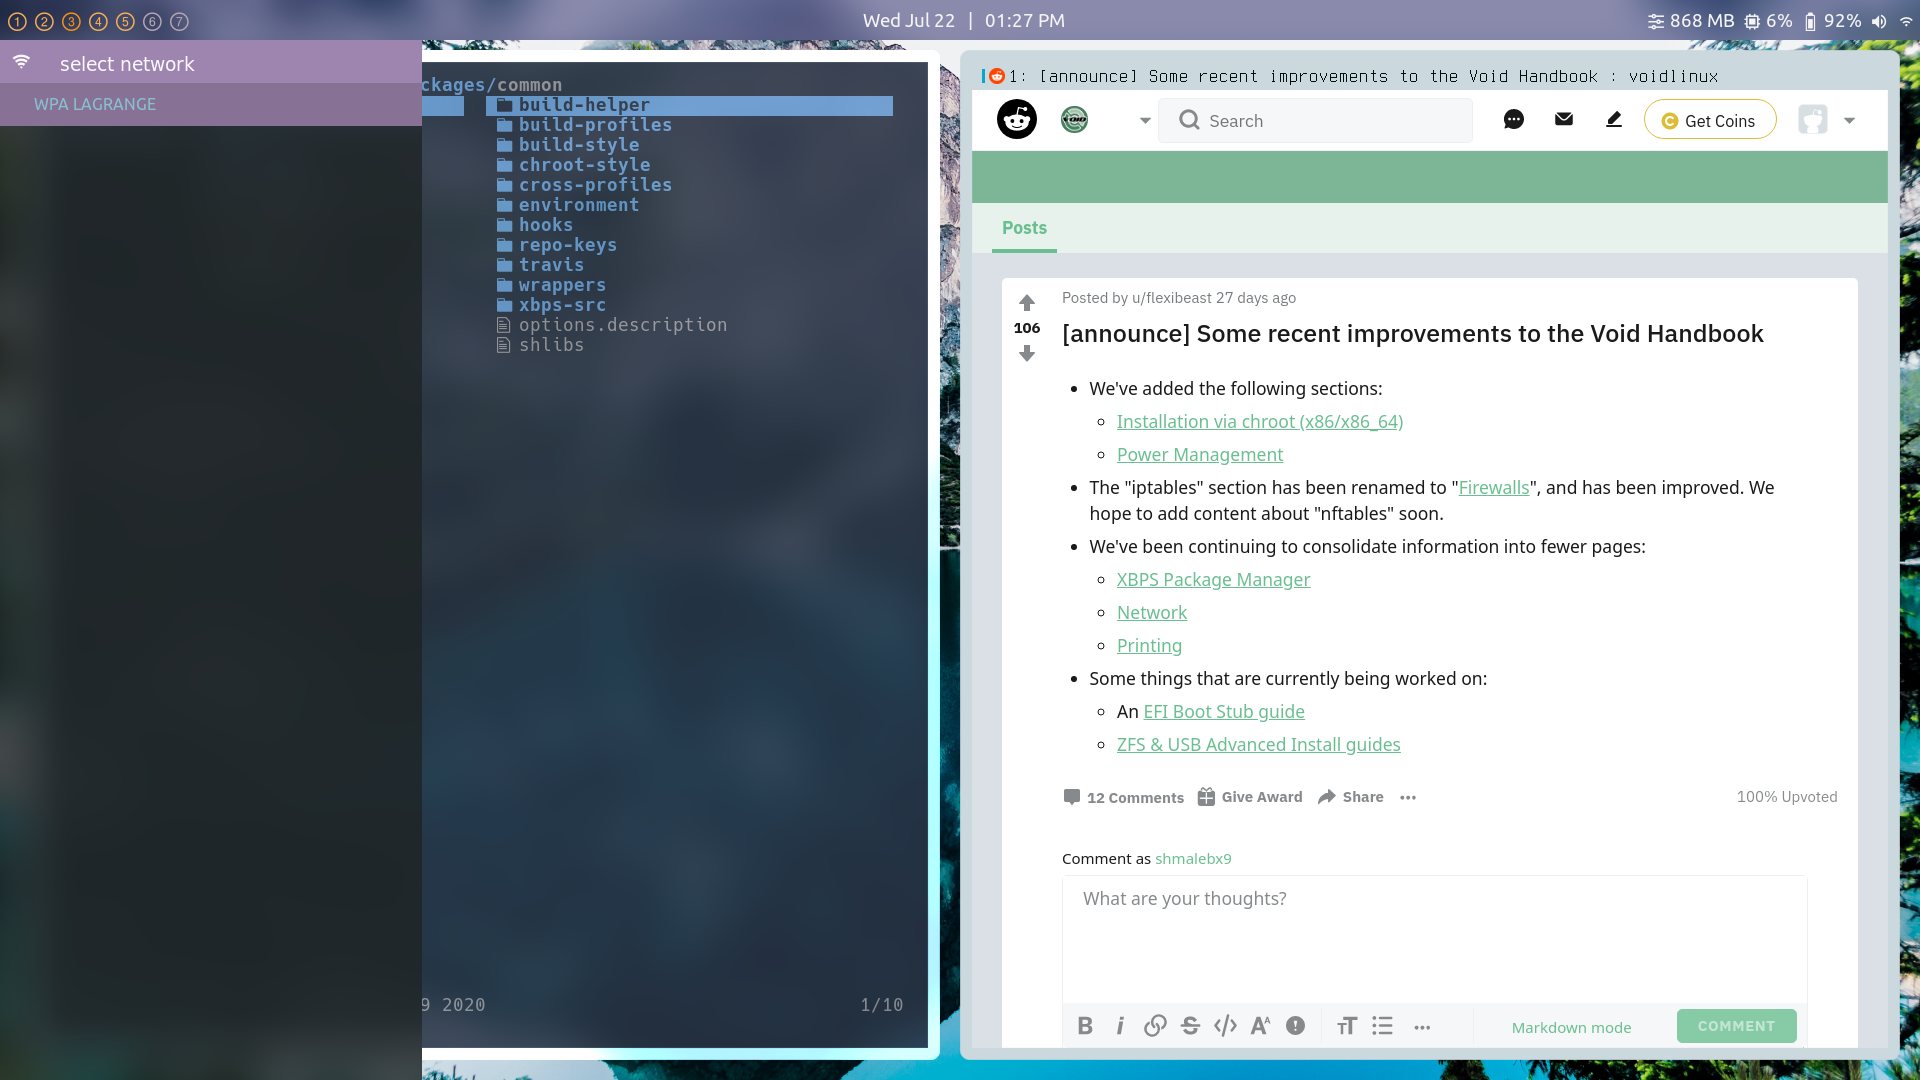 1 2 3 4 5 6 7
Wed Jul 22 | 01:27 PM
868 MB 6% 92%
select network
WPA LAGRANGE
ckages/common
build-helper
build-profiles
build-style
chroot-style
cross-profiles
environment
hooks
repo-keys
travis
wrappers
xbps-src
options.description
shlibs
9 2020 1/10
1: [announce] Some recent improvements to the Void Handbook : voidlinux
VOID
Search
Get Coins
Posts
Posted by u/flexibeast 27 days ago
106
[announce] Some recent improvements to the Void Handbook
We've added the following sections:
Installation via chroot (x86/x86_64)
Power Management
The "iptables" section has been renamed to "Firewalls", and has been improved. We
hope to add content about "nftables" soon.
We've been continuing to consolidate information into fewer pages:
XBPS Package Manager
Network
Printing
Some things that are currently being worked on:
An EFI Boot Stub guide
ZFS & USB Advanced Install guides
12 Comments Give Award Share ••• 100% Upvoted
Comment as shmalebx9
What are your thoughts?
Markdown mode COMMENT